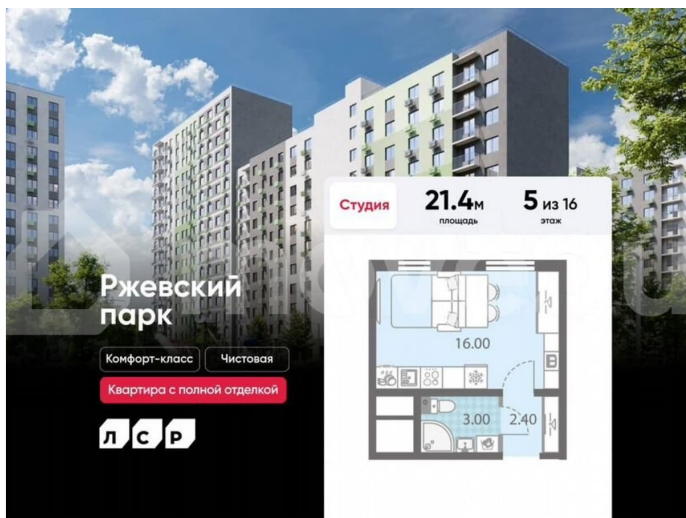 Студия
21.4м
площадь
5 из 16
этаж
Ржевский
парк
Комфорт-класс
Чистовая
Квартира с полной отделкой
ЛСР
16.00
3.00
2.40